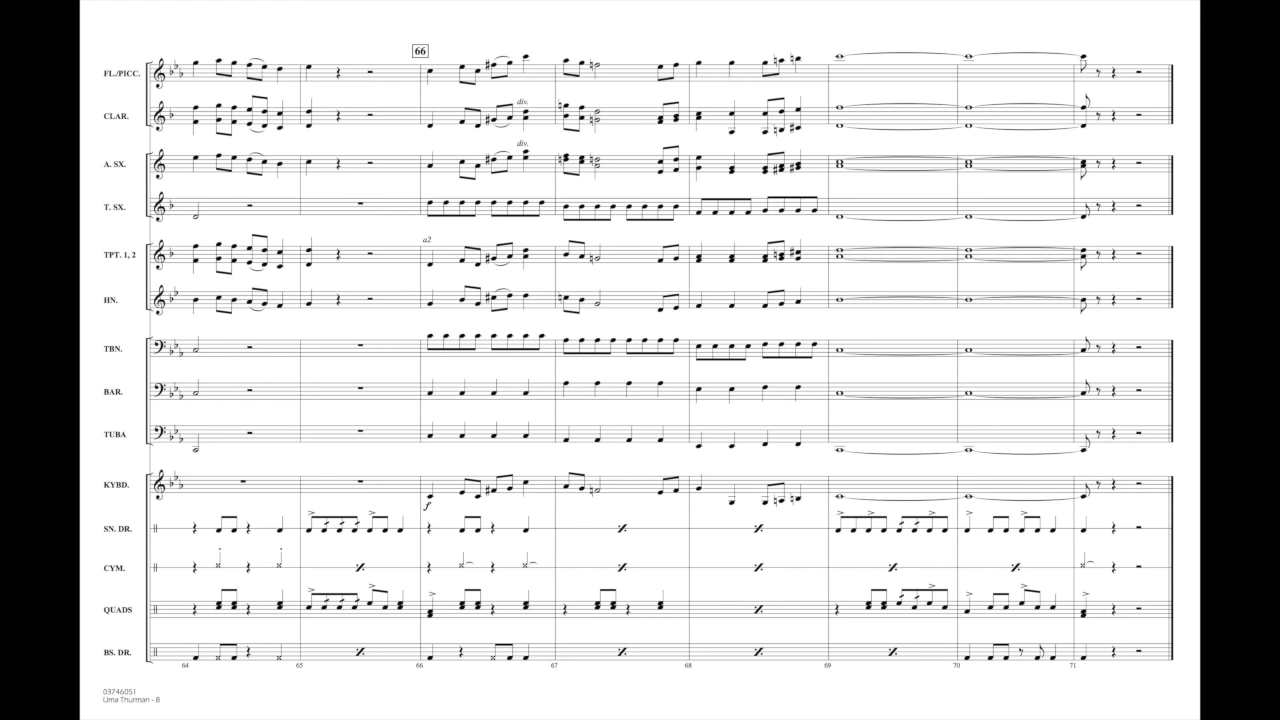 66
FL./PICC.
div.
CLAR.
div.
A. SX.
T. SX.
a2
TPT. 1, 2
HN.
TBN.
BAR.
TUBA
KYBD.
f
SN. DR.
CYM.
QUADS
BS. DR.
64 65 66 67 68 69 70 71
03746051
Uma Thurman - 8